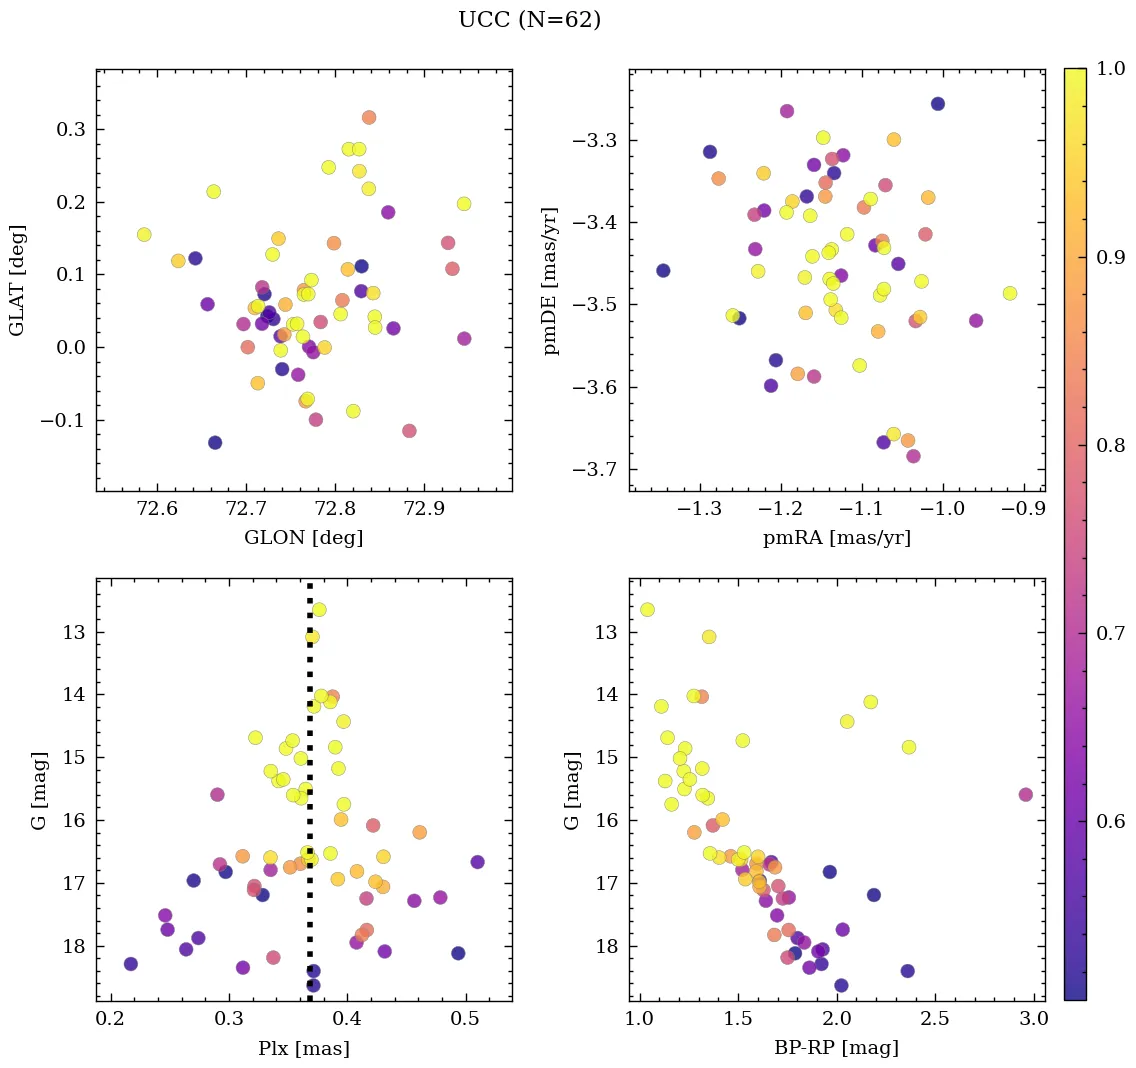 UCC (N=62)
0.3
0.2
0.1
0.0
−0.1
GLAT [deg]
72.6 72.7 72.8 72.9
GLON [deg]
−3.3
−3.4
−3.5
−3.6
−3.7
pmDE [mas/yr]
−1.3 −1.2 −1.1 −1.0 −0.9
pmRA [mas/yr]
13
14
15
16
17
18
G [mag]
0.2 0.3 0.4 0.5
Plx [mas]
13
14
15
16
17
18
G [mag]
1.0 1.5 2.0 2.5 3.0
BP-RP [mag]
1.0
0.9
0.8
0.7
0.6